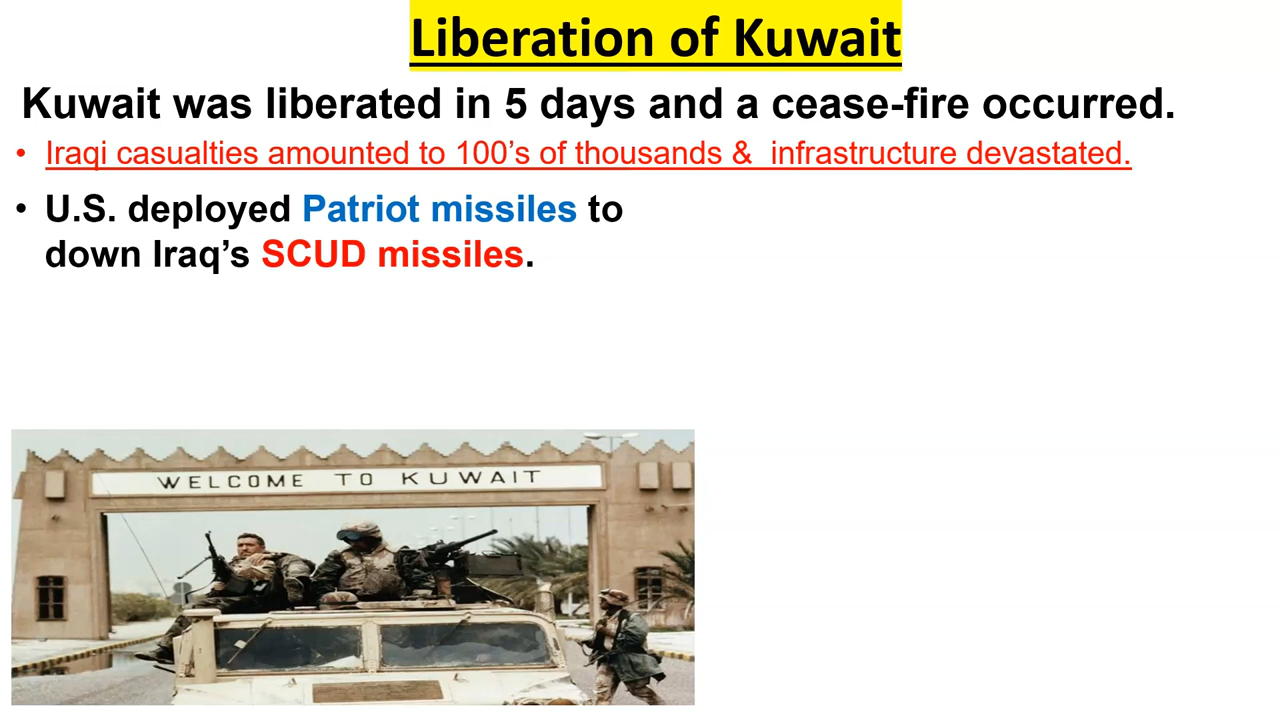 Liberation of Kuwait
Kuwait was liberated in 5 days and a cease-fire occurred.
• Iraqi casualties amounted to 100’s of thousands &  infrastructure devastated.
• U.S. deployed Patriot missiles to
down Iraq’s SCUD missiles.
WELCOME TO KUWAIT